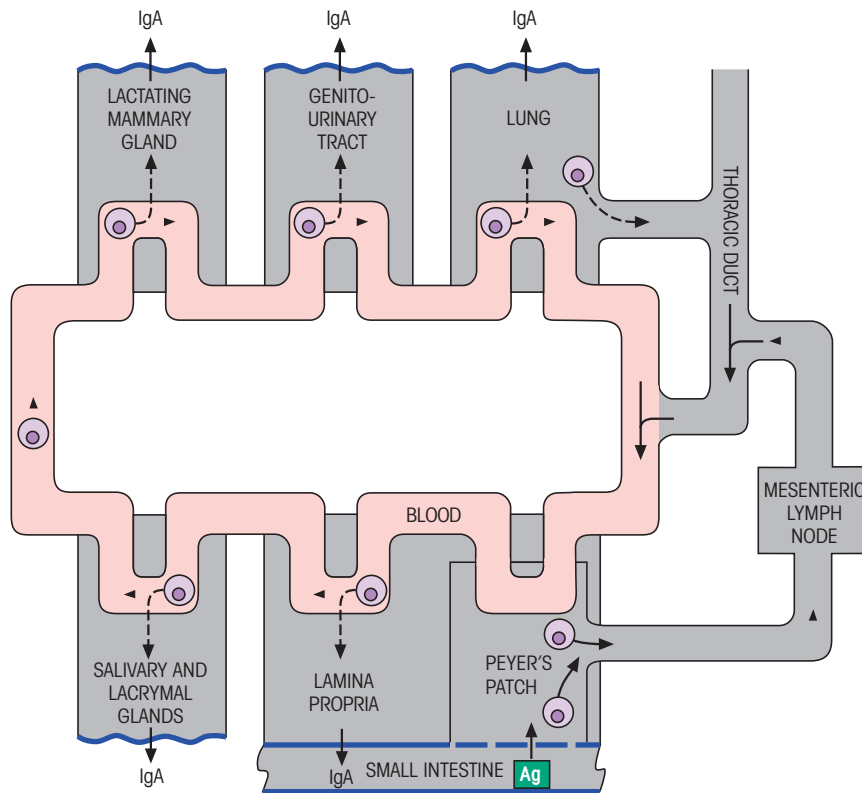 IgA
IgA
IgA
LACTATING
MAMMARY
GLAND
GENITO-
URINARY
TRACT
LUNG
THORACIC DUCT
MESENTERIC
LYMPH
NODE
BLOOD
SALIVARY AND
LACRYMAL
GLANDS
LAMINA
PROPRIA
PEYER'S
PATCH
SMALL INTESTINE
Ag
IgA
IgA